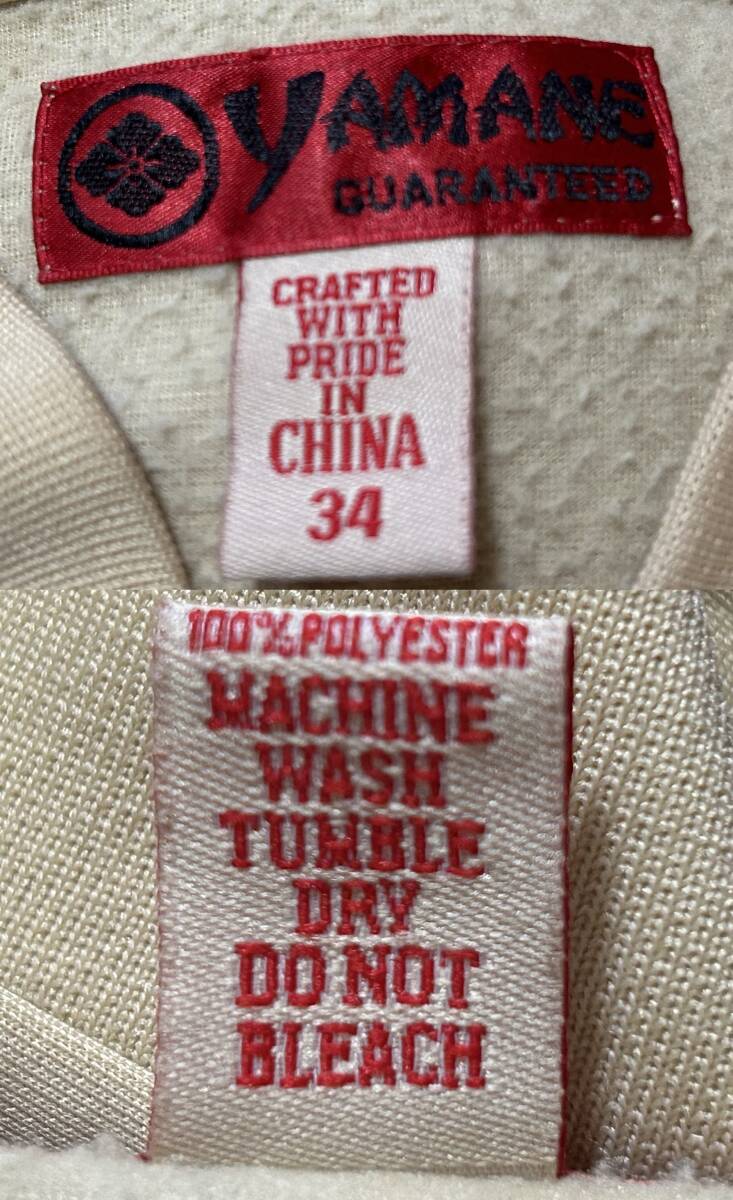 YAMANE
GUARANTEED
CRAFTED
WITH
PRIDE
IN
CHINA
34
100% POLYESTER
MACHINE
WASH
TUMBLE
DRY
DO NOT
BLEACH